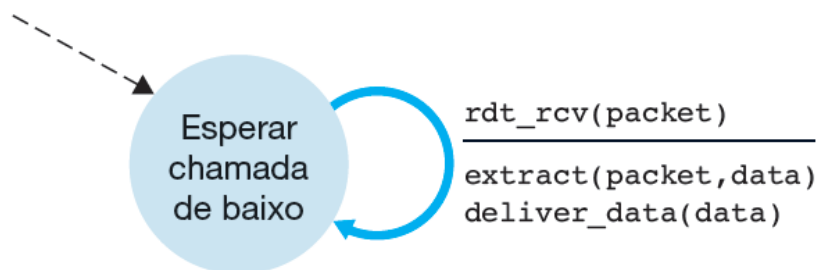 Esperar
chamada
de baixo
rdt_rcv(packet)
extract(packet,data)
deliver_data(data)